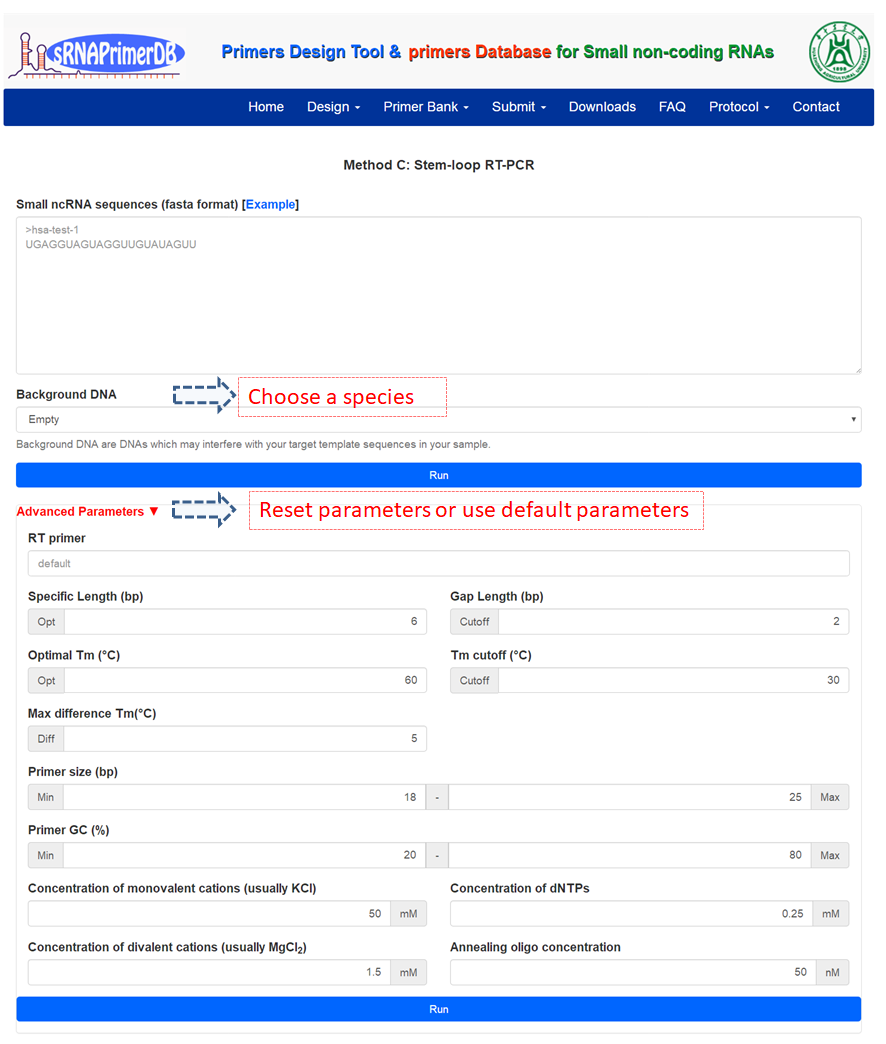 sRNAPrimerDB
Primers Design Tool & primers Database for Small non-coding RNAs
1898
Home Design Primer Bank Submit Downloads FAQ Protocol Contact
Method C: Stem-loop RT-PCR
Small ncRNA sequences (fasta format) [Example]
>hsa-test-1
UGAGGUAGUAGGUUGUAUAGUU
Background DNA
Choose a species
Empty
Background DNA are DNAs which may interfere with your target template sequences in your sample.
Run
Advanced Parameters ▼
Reset parameters or use default parameters
RT primer
default
Specific Length (bp) Gap Length (bp)
Opt 6 Cutoff 2
Optimal Tm (°C) Tm cutoff (°C)
Opt 60 Cutoff 30
Max difference Tm(°C)
Diff 5
Primer size (bp)
Min 18 - 25 Max
Primer GC (%)
Min 20 - 80 Max
Concentration of monovalent cations (usually KCl) Concentration of dNTPs
50 mM 0.25 mM
Concentration of divalent cations (usually MgCl2) Annealing oligo concentration
1.5 mM 50 nM
Run